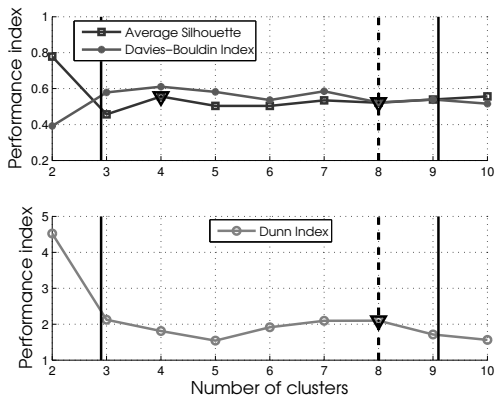 1
Average Silhouette
Davies–Bouldin Index
0.8
0.6
0.4
0.2
Performance index
2 3 4 5 6 7 8 9 10
5
Dunn Index
4
3
2
1
Performance index
2 3 4 5 6 7 8 9 10
Number of clusters